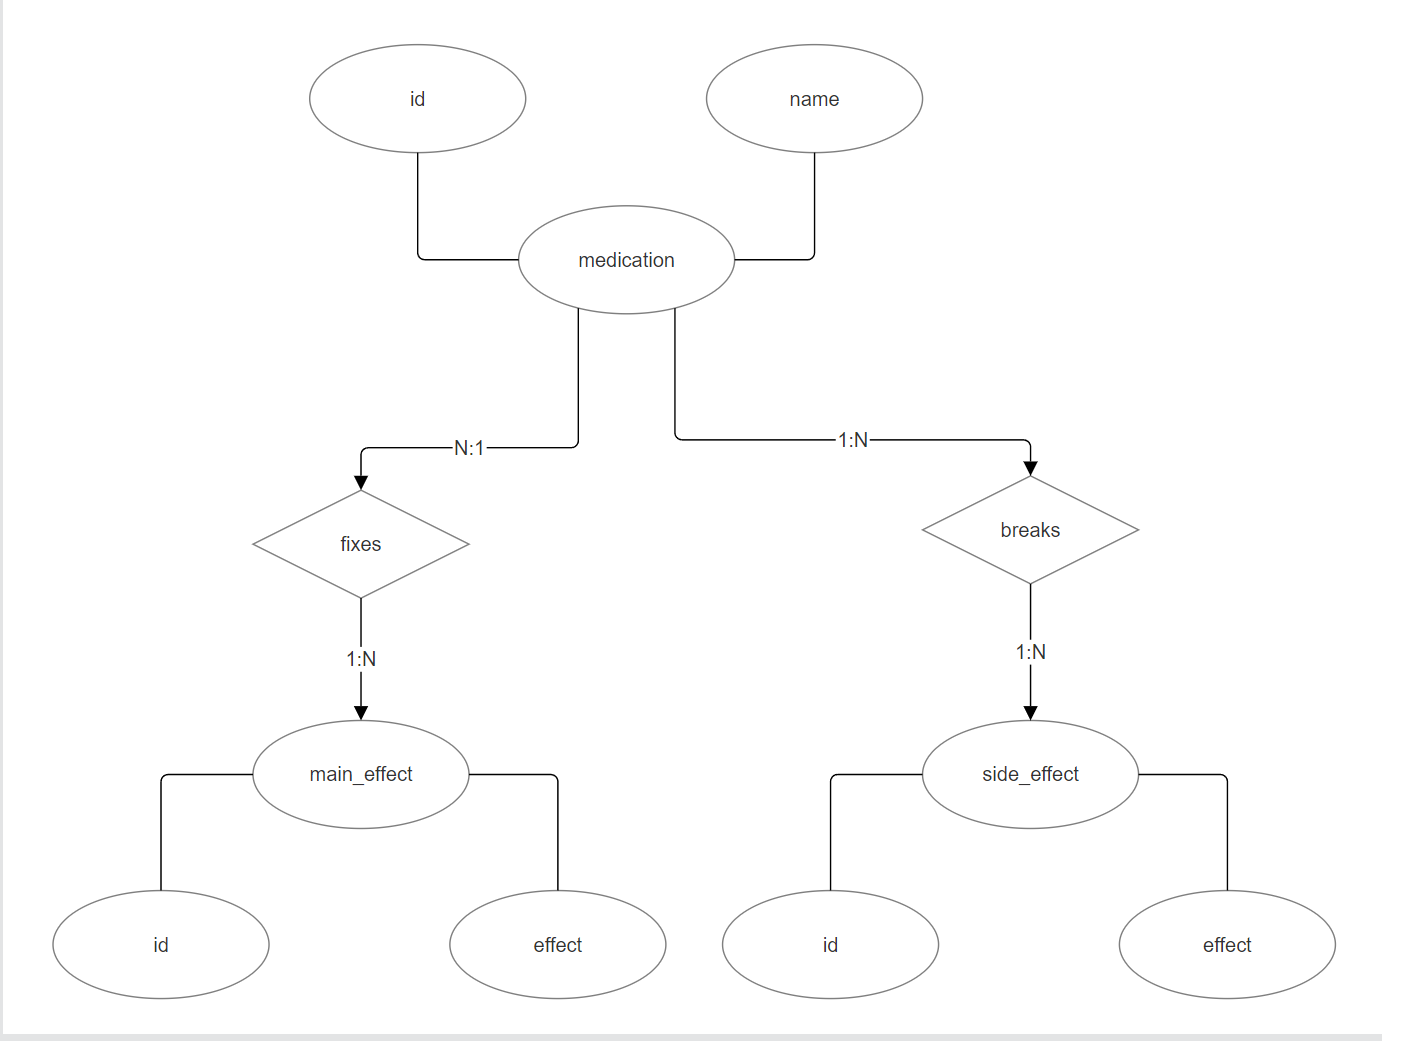 id
name
medication
N:1
1:N
fixes
breaks
1:N
1:N
main_effect
side_effect
id
effect
id
effect